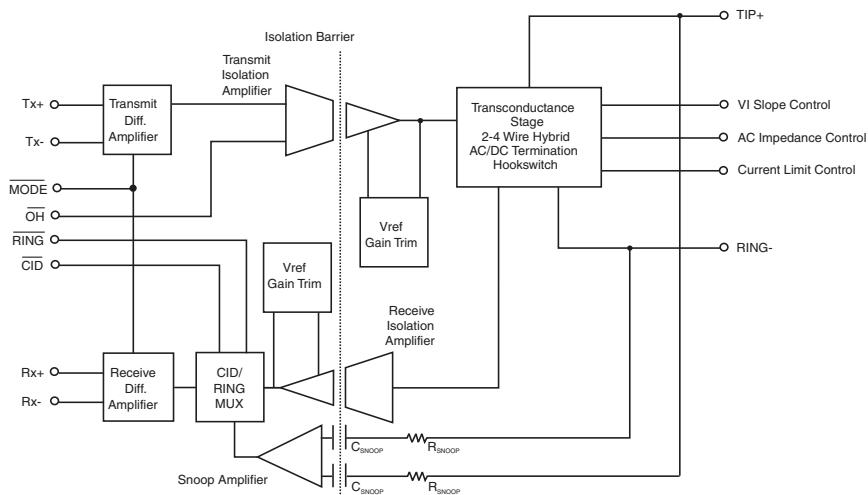 TIP+
Isolation Barrier
Transmit
Isolation
Amplifier
Tx+
Tx-
Transmit
Diff.
Amplifier
Transconductance
Stage
2-4 Wire Hybrid
AC/DC Termination
Hookswitch
VI Slope Control
AC Impedance Control
Current Limit Control
MODE
OH
RING
CID
Vref
Gain Trim
RING-
Vref
Gain Trim
Receive
Isolation
Amplifier
Rx+
Rx-
Receive
Diff.
Amplifier
CID/
RING
MUX
CSNOOP
RSNOOP
Snoop Amplifier
CSNOOP
RSNOOP